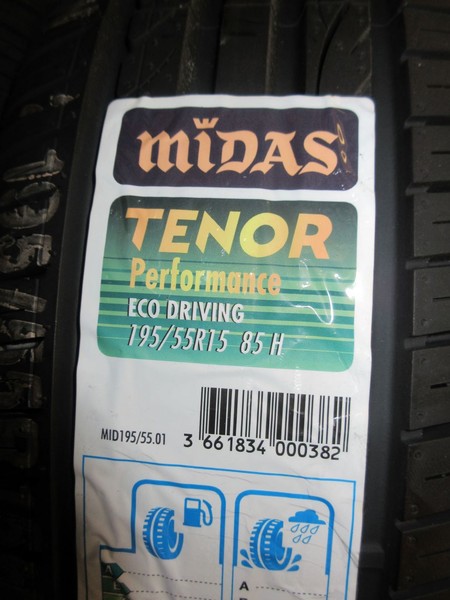 MIDAS
TENOR
Performance
ECO DRIVING
195/55R15 85 H
MID195/55.01
3 661834 000382
A
A